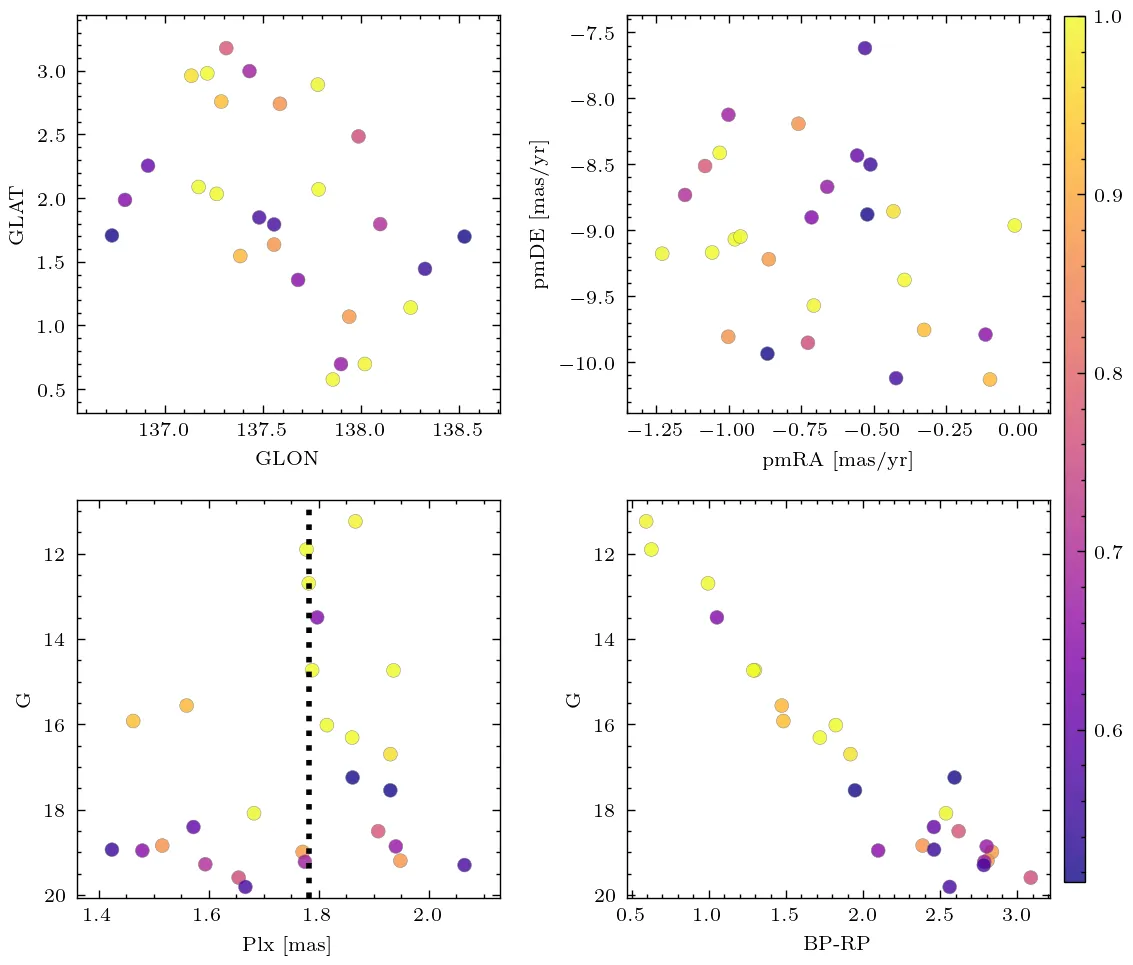 3.0
2.5
2.0
1.5
1.0
0.5
GLAT
137.0 137.5 138.0 138.5
GLON
−7.5
−8.0
−8.5
−9.0
−9.5
−10.0
pmDE [mas/yr]
−1.25 −1.00 −0.75 −0.50 −0.25 0.00
pmRA [mas/yr]
12
14
16
18
20
G
1.4 1.6 1.8 2.0
Plx [mas]
12
14
16
18
20
G
0.5 1.0 1.5 2.0 2.5 3.0
BP-RP
1.0
0.9
0.8
0.7
0.6